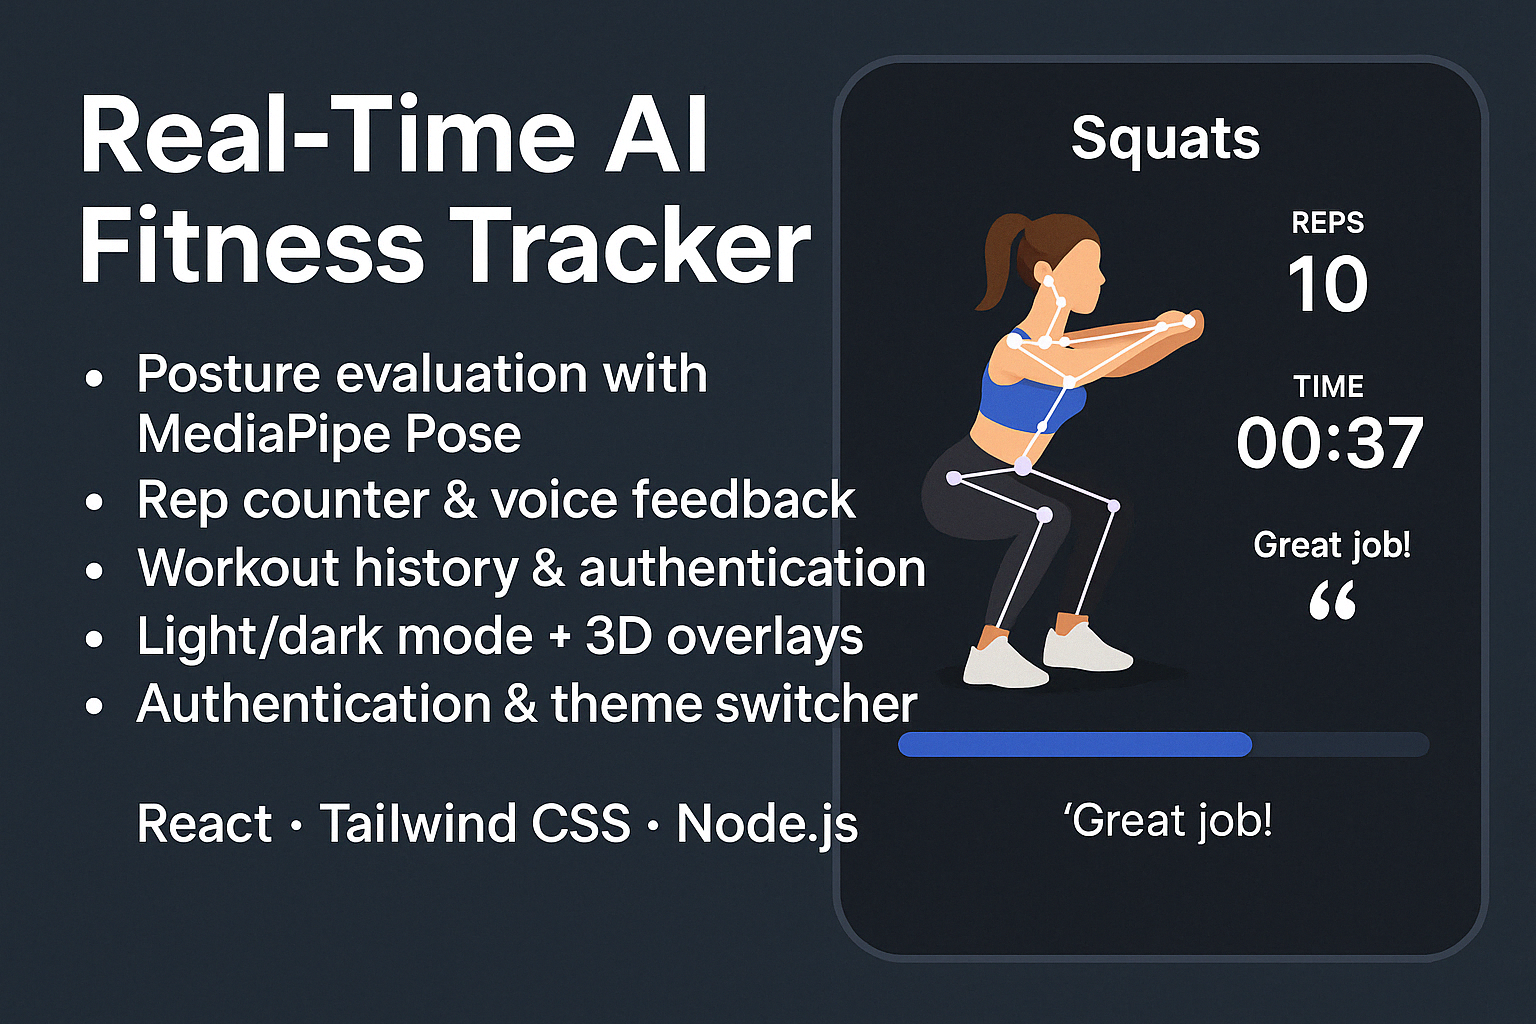 Real-Time AI
Fitness Tracker
• Posture evaluation with
MediaPipe Pose
• Rep counter & voice feedback
• Workout history & authentication
• Light/dark mode + 3D overlays
• Authentication & theme switcher
React · Tailwind CSS · Node.js
Squats
REPS
10
TIME
00:37
Great job!
“
‘Great job!